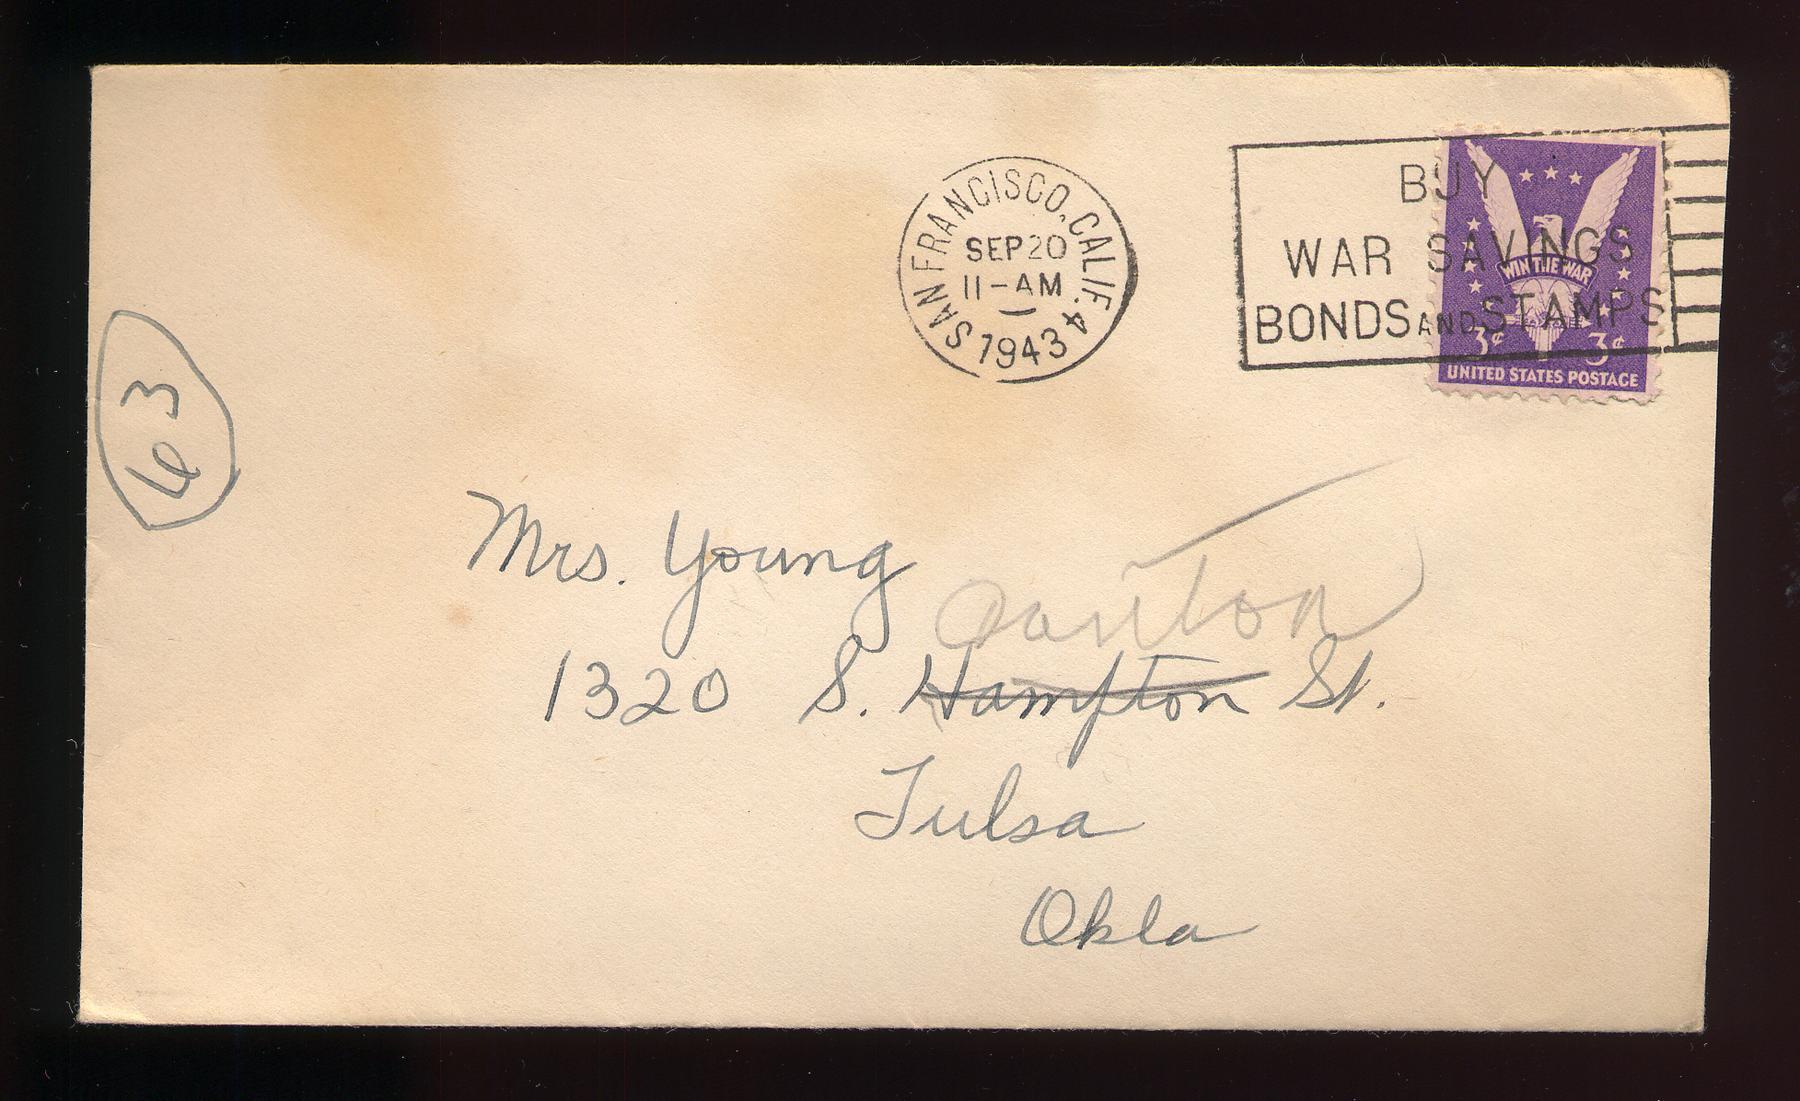 SAN FRANCISCO, CALIF. 4
SEP 20
11-AM
1943
BUY
WAR SAVINGS
BONDS AND STAMPS
WIN THE WAR
3¢ 3¢
UNITED STATES POSTAGE
63
Mrs. Young
Canton
1320 S. Hampton St.
Tulsa
Okla